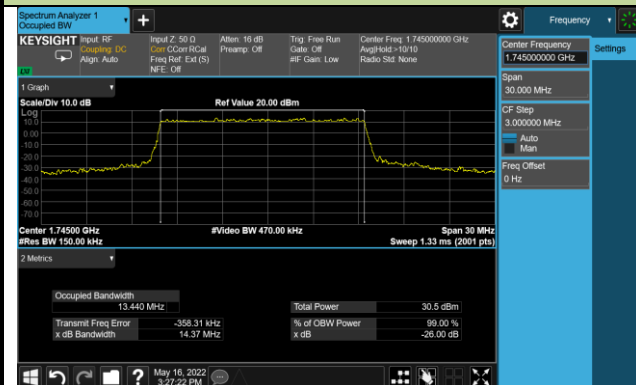 Spectrum Analyzer 1
Occupied BW
Frequency
KEYSIGHT
Input: RF
Coupling: DC
Align: Auto
Input Z: 50 Ω
Corr CCorr RCal
Freq Ref: Ext (S)
NFE: Off
Atten: 16 dB
Preamp: Off
Trig: Free Run
Gate: Off
#IF Gain: Low
Center Freq: 1.745000000 GHz
Avg|Hold:>10/10
Radio Std: None
Center Frequency
1.745000000 GHz
Settings
Span
30.000 MHz
CF Step
3.000000 MHz
Auto
Man
Freq Offset
0 Hz
1 Graph
Scale/Div 10.0 dB
Ref Value 20.00 dBm
Log
10.0
0.00
-10.0
-20.0
-30.0
-40.0
-50.0
-60.0
-70.0
Center 1.74500 GHz
#Video BW 470.00 kHz
Span 30 MHz
#Res BW 150.00 kHz
Sweep 1.33 ms (2001 pts)
2 Metrics
Occupied Bandwidth
13.440 MHz
Total Power
30.5 dBm
Transmit Freq Error
-358.31 kHz
% of OBW Power
99.00 %
x dB Bandwidth
14.37 MHz
x dB
-26.00 dB
May 16, 2022
3:27:22 PM